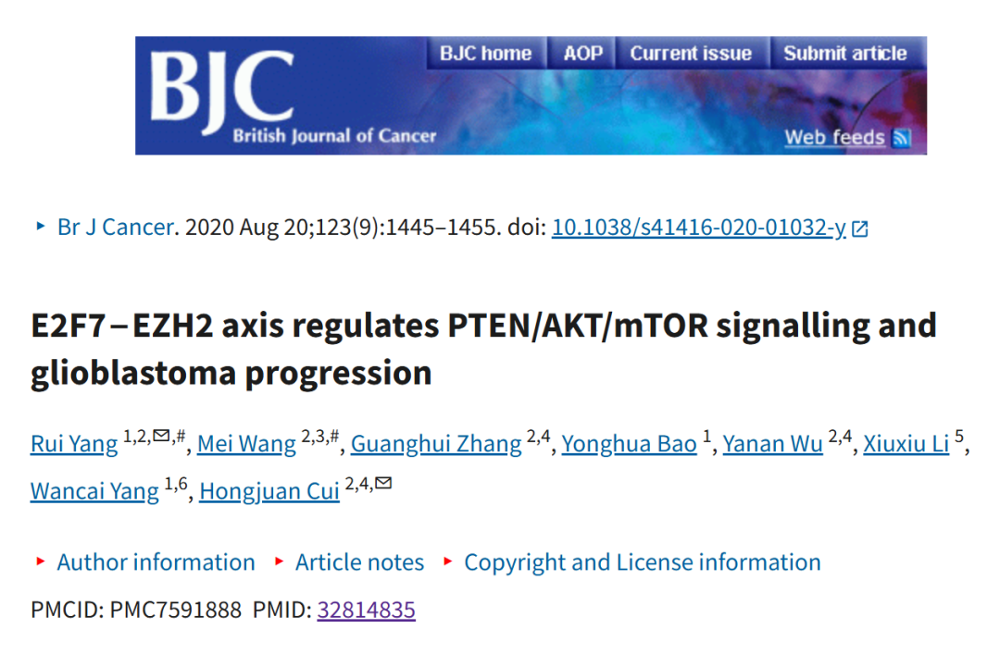 BJC home AOP Current issue Submit article
BJC
British Journal of Cancer
Web feeds
Br J Cancer. 2020 Aug 20;123(9):1445–1455. doi: 10.1038/s41416-020-01032-y
E2F7–EZH2 axis regulates PTEN/AKT/mTOR signalling and
glioblastoma progression
Rui Yang 1,2,✉,#, Mei Wang 2,3,#, Guanghui Zhang 2,4, Yonghua Bao 1, Yanan Wu 2,4, Xiuxiu Li 5,
Wancai Yang 1,6, Hongjuan Cui 2,4,✉
Author information Article notes Copyright and License information
PMCID: PMC7591888 PMID: 32814835